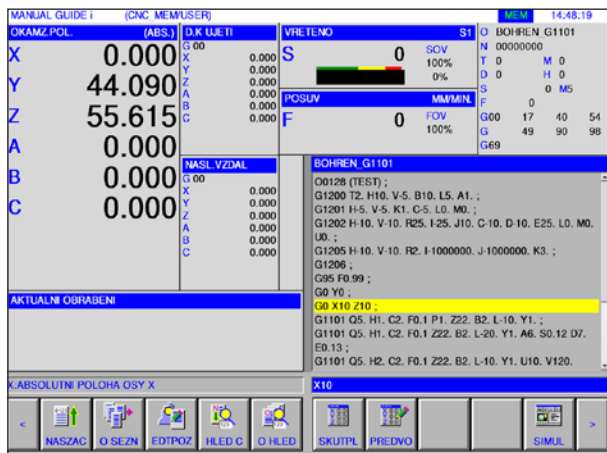 MANUAL GUIDE i (CNC_MEM/USER) MEM 14:48:19
OKAMZ.POL. (ABS.) D.K UJETI VRETENO S1 O BOHREN_G1101
X 0.000
Y 44.090
Z 55.615
A 0.000
B 0.000
C 0.000
G 00
X 0.000
Y 0.000
Z 0.000
A 0.000
B 0.000
C 0.000
NASL.VZDAL
G 00
X 0.000
Y 0.000
Z 0.000
A 0.000
B 0.000
C 0.000
S 0 SOV
100%
0%
POSUV MM/MIN.
F 0 FOV
100%
N 00000000
T 0 M 0
D 0 H 0
S 0 M5
F 0
G00 17 40 54
G 49 90 98
G69
BOHREN_G1101
O0128 (TEST) ;
G1200 T2. H10. V-5. B10. L5. A1. ;
G1201 H-5. V-5. K1. C-5. L0. M0. ;
G1202 H-10. V-10. R25. I-25. J10. C-10. D-10. E25. L0. M0.
U0. ;
G1205 H-10. V-10. R2. I-1000000. J-1000000. K3. ;
G1206 ;
G95 F0.99 ;
G0 Y0 ;
G0 X10 Z10 ;
G1101 Q5. H1. C2. F0.1 P1. Z22. B2. L-10. Y1. ;
G1101 Q5. H1. C2. F0.1 Z22. B2. L-20. Y1. A6. S0.12 D7.
E0.13 ;
G1101 Q5. H2. C2. F0.1 Z22. B2. L-10. Y1. U10. V120.
AKTUALNI OBRABENI
X:ABSOLUTNI POLOHA OSY X X10
< NASZAC O SEZN EDTPOZ HLED C O HLED SKUTPL PREDVO SIMUL >